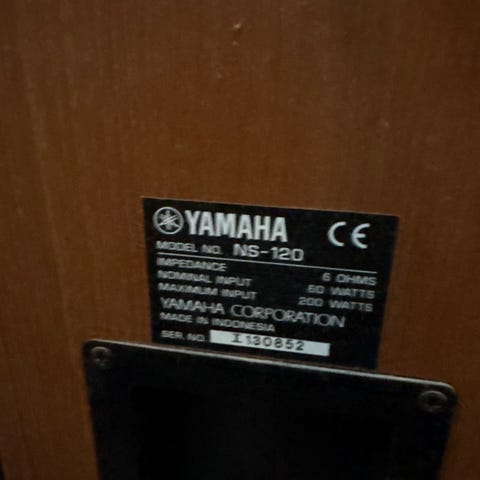 YAMAHA CE
MODEL NO. NS-120
IMPEDANCE 6 OHMS
NOMINAL INPUT 60 WATTS
MAXIMUM INPUT 200 WATTS
YAMAHA CORPORATION
MADE IN INDONESIA
SER. NO. I130852